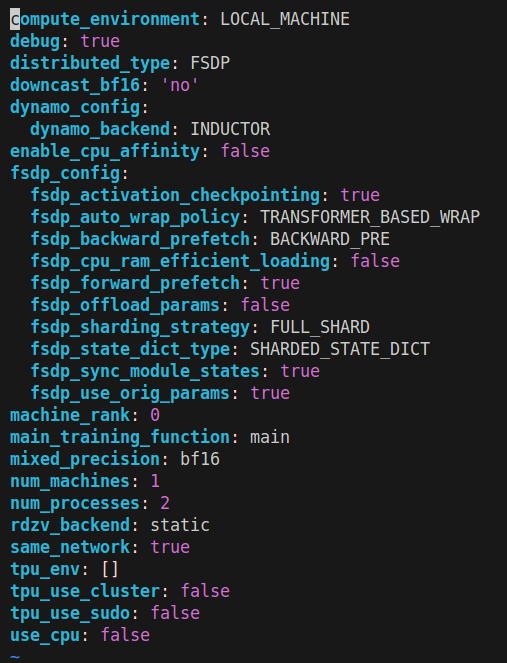 compute_environment: LOCAL_MACHINE
debug: true
distributed_type: FSDP
downcast_bf16: 'no'
dynamo_config:
  dynamo_backend: INDUCTOR
enable_cpu_affinity: false
fsdp_config:
  fsdp_activation_checkpointing: true
  fsdp_auto_wrap_policy: TRANSFORMER_BASED_WRAP
  fsdp_backward_prefetch: BACKWARD_PRE
  fsdp_cpu_ram_efficient_loading: false
  fsdp_forward_prefetch: true
  fsdp_offload_params: false
  fsdp_sharding_strategy: FULL_SHARD
  fsdp_state_dict_type: SHARDED_STATE_DICT
  fsdp_sync_module_states: true
  fsdp_use_orig_params: true
machine_rank: 0
main_training_function: main
mixed_precision: bf16
num_machines: 1
num_processes: 2
rdzv_backend: static
same_network: true
tpu_env: []
tpu_use_cluster: false
tpu_use_sudo: false
use_cpu: false
~